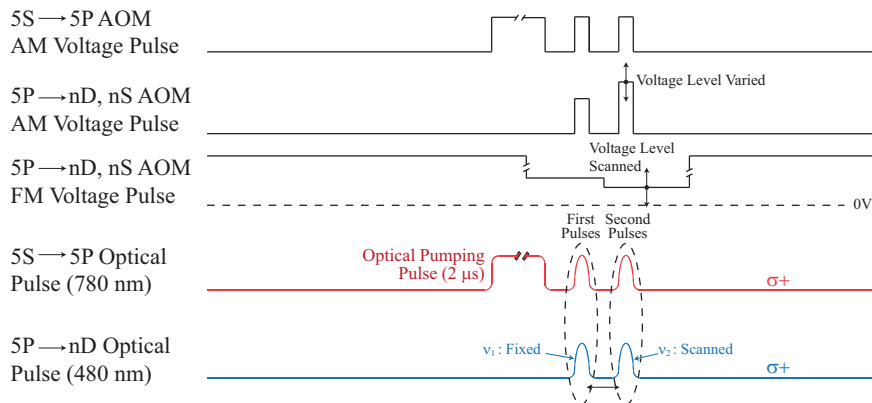 5S → 5P AOM
AM Voltage Pulse
Voltage Level Varied
5P → nD, nS AOM
AM Voltage Pulse
Voltage Level
Scanned
5P → nD, nS AOM
FM Voltage Pulse
0V
First
Pulses
Second
Pulses
5S → 5P Optical
Pulse (780 nm)
Optical Pumping
Pulse (2 μs)
σ+
5P → nD Optical
Pulse (480 nm)
ν₁ : Fixed
ν₂ : Scanned
σ+